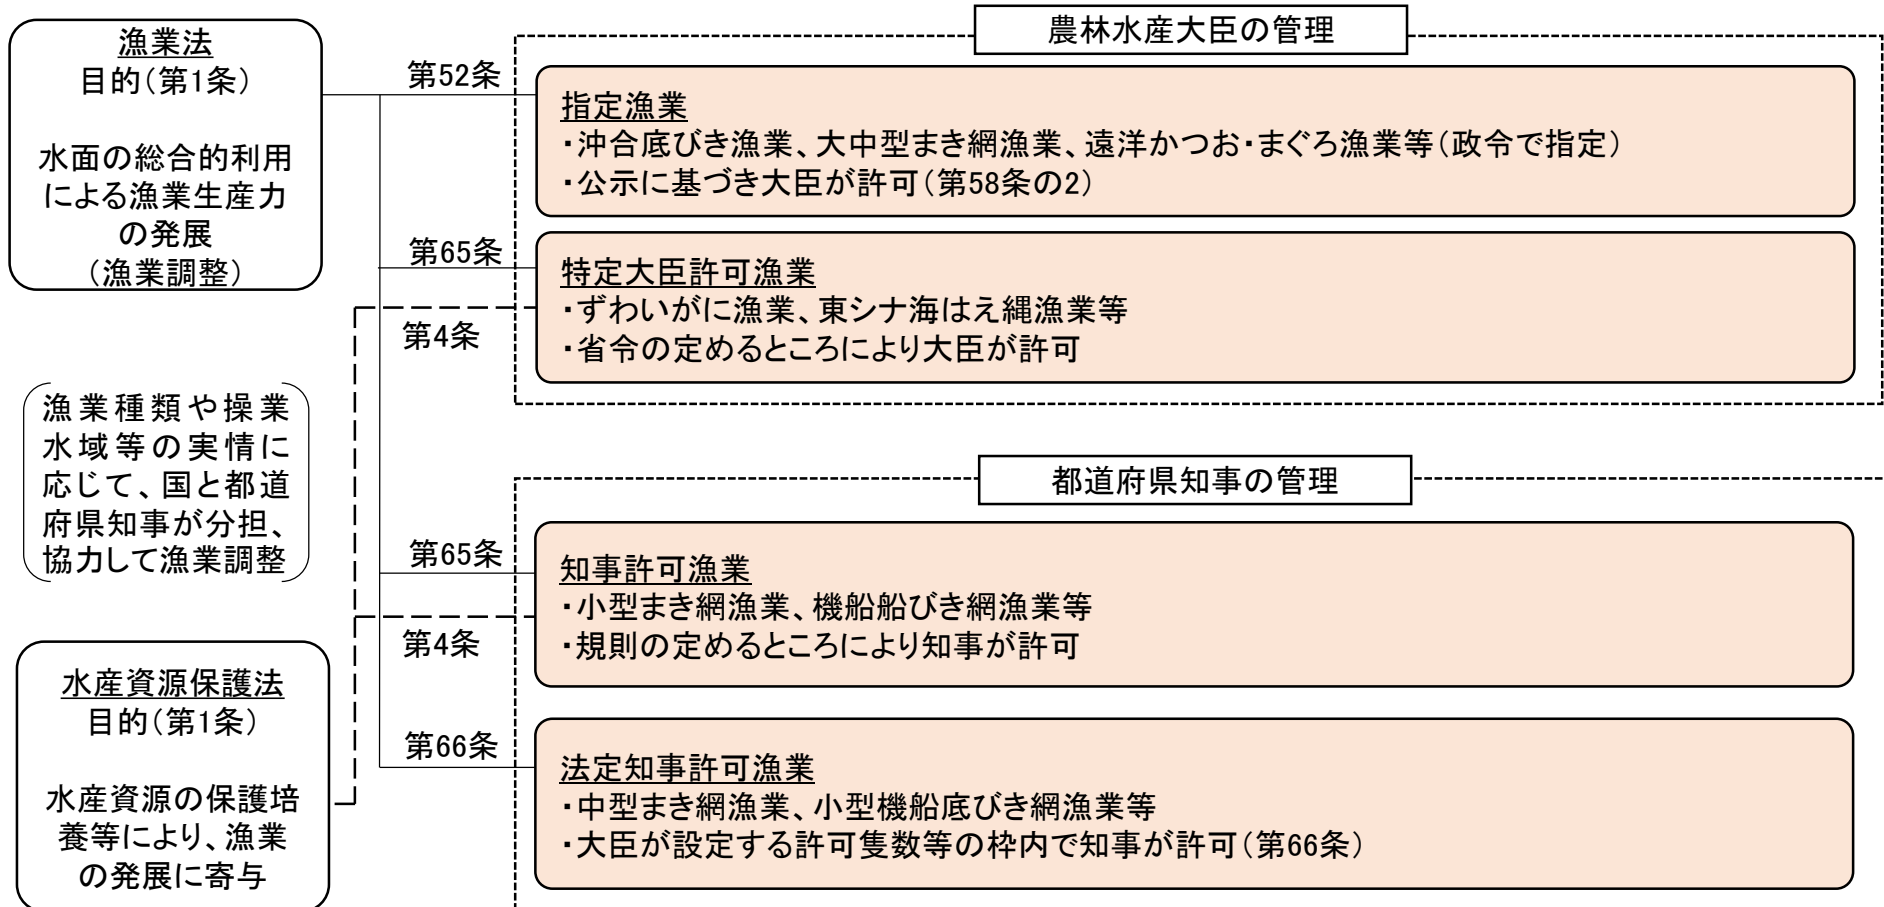 漁業法
目的(第1条)
水面の総合的利用
による漁業生産力
の発展
(漁業調整)
漁業種類や操業
水域等の実情に
応じて、国と都道
府県知事が分担、
協力して漁業調整
水産資源保護法
目的(第1条)
水産資源の保護培
養等により、漁業
の発展に寄与
農林水産大臣の管理
第52条
指定漁業
・沖合底びき漁業、大中型まき網漁業、遠洋かつお・まぐろ漁業等(政令で指定)
・公示に基づき大臣が許可(第58条の2)
第65条
第4条
特定大臣許可漁業
・ずわいがに漁業、東シナ海はえ縄漁業等
・省令の定めるところにより大臣が許可
都道府県知事の管理
第65条
第4条
知事許可漁業
・小型まき網漁業、機船船びき網漁業等
・規則の定めるところにより知事が許可
第66条
法定知事許可漁業
・中型まき網漁業、小型機船底びき網漁業等
・大臣が設定する許可隻数等の枠内で知事が許可(第66条)